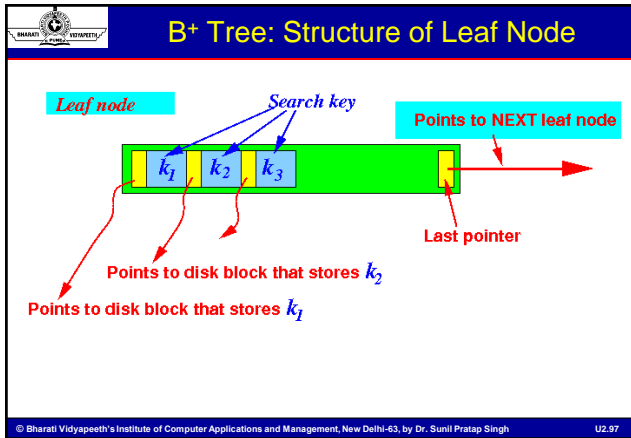 BHARATI VIDYAPEETH
PUNE
B+ Tree: Structure of Leaf Node
Leaf node
Search key
Points to NEXT leaf node
k1 k2 k3
Last pointer
Points to disk block that stores k2
Points to disk block that stores k1
© Bharati Vidyapeeth's Institute of Computer Applications and Management, New Delhi-63, by Dr. Sunil Pratap Singh U2.97